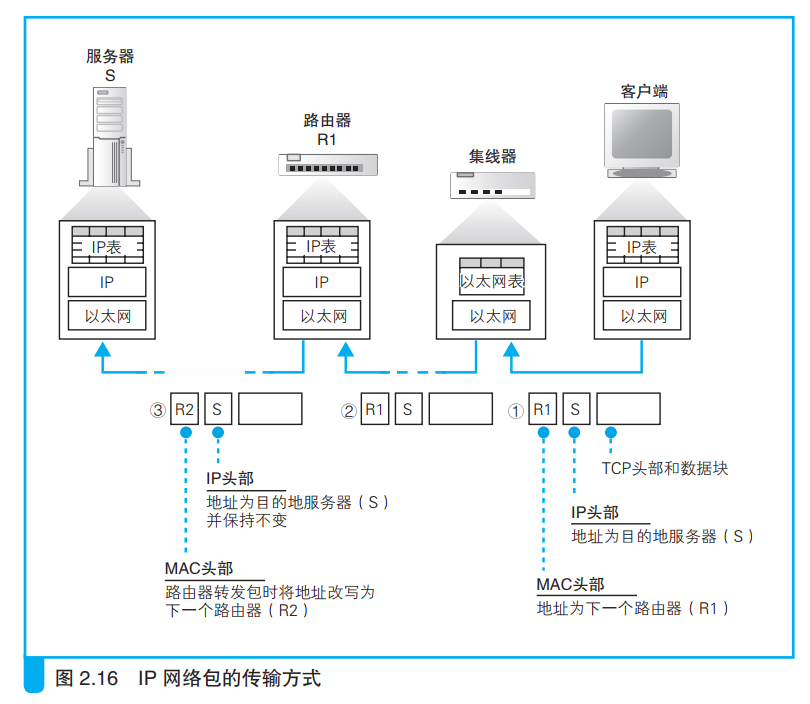 服务器
S
路由器
R1
集线器
客户端
IP表
IP
以太网
IP表
IP
以太网
以太网表
以太网
IP表
IP
以太网
③ R2 S
② R1 S
① R1 S
TCP头部和数据块
IP头部
地址为目的地服务器（S）
并保持不变
IP头部
地址为目的地服务器（S）
MAC头部
路由器转发包时将地址改写为
下一个路由器（R2）
MAC头部
地址为下一个路由器（R1）
图 2.16 IP 网络包的传输方式